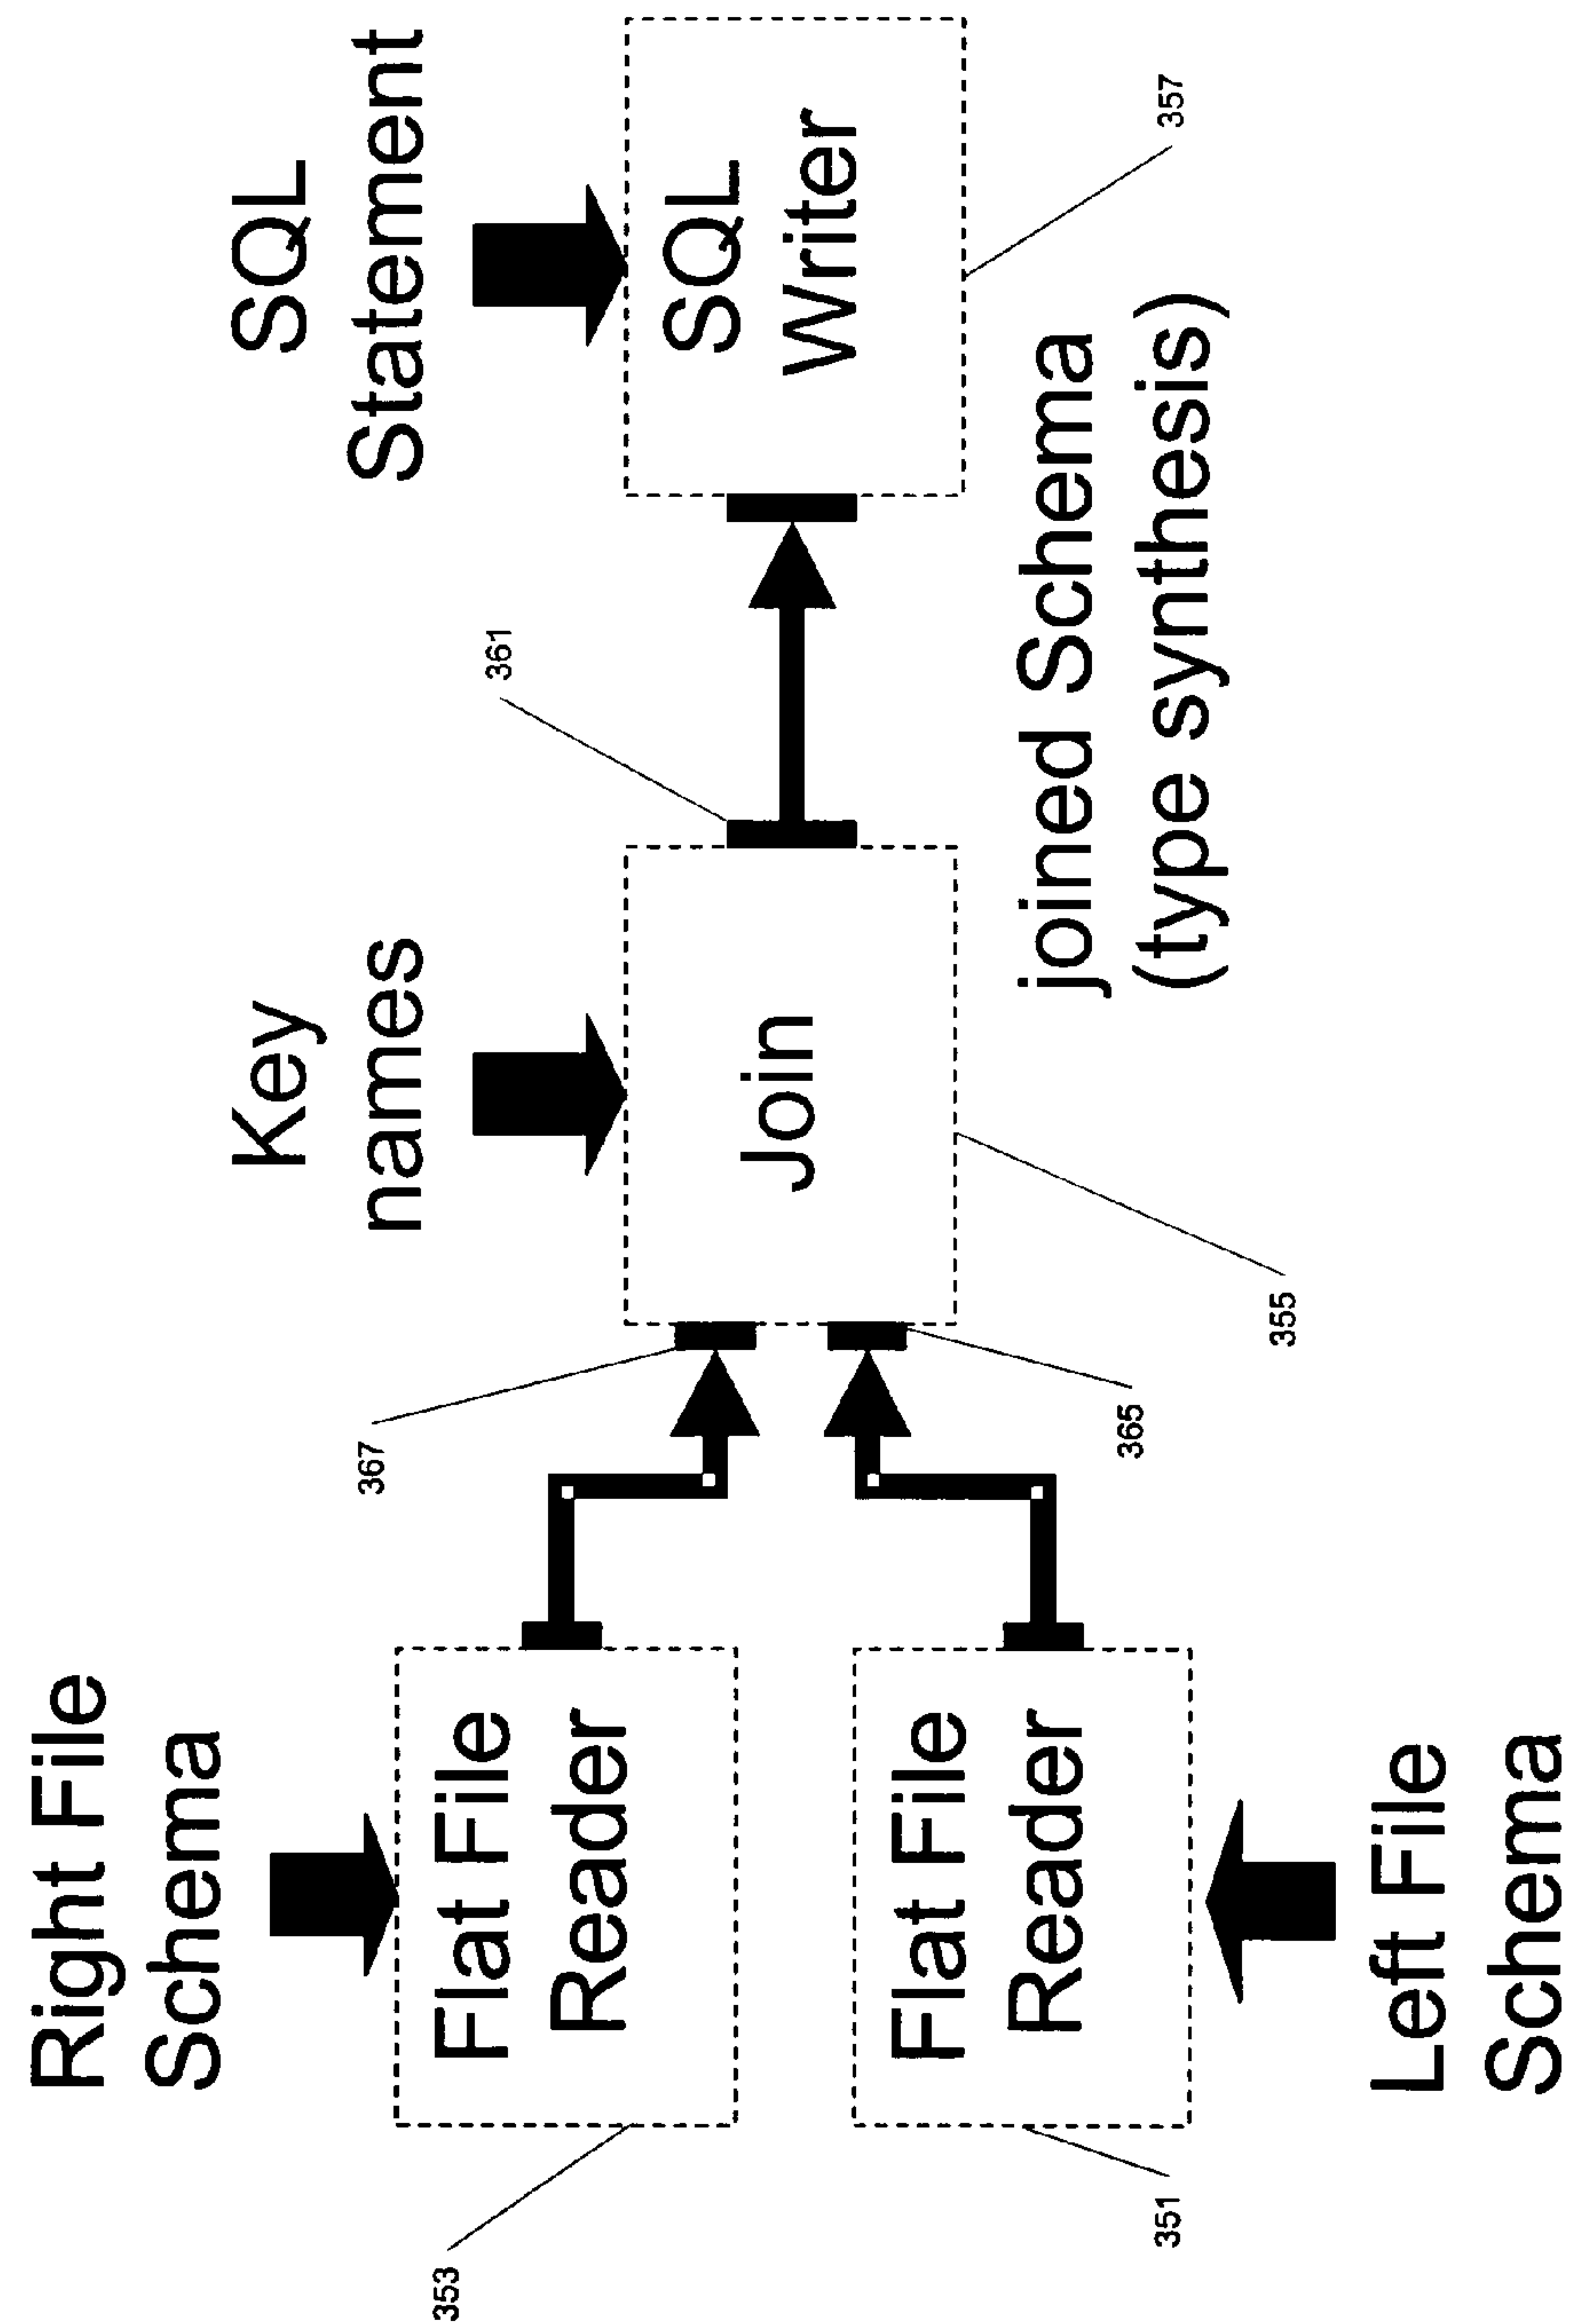 Right File
Schema
Key
names
SQL
Statement
353
Flat File
Reader
367
Join
361
SQL
Writer
357
Flat File
Reader
351
365
355
joined Schema
(type synthesis)
Left File
Schema